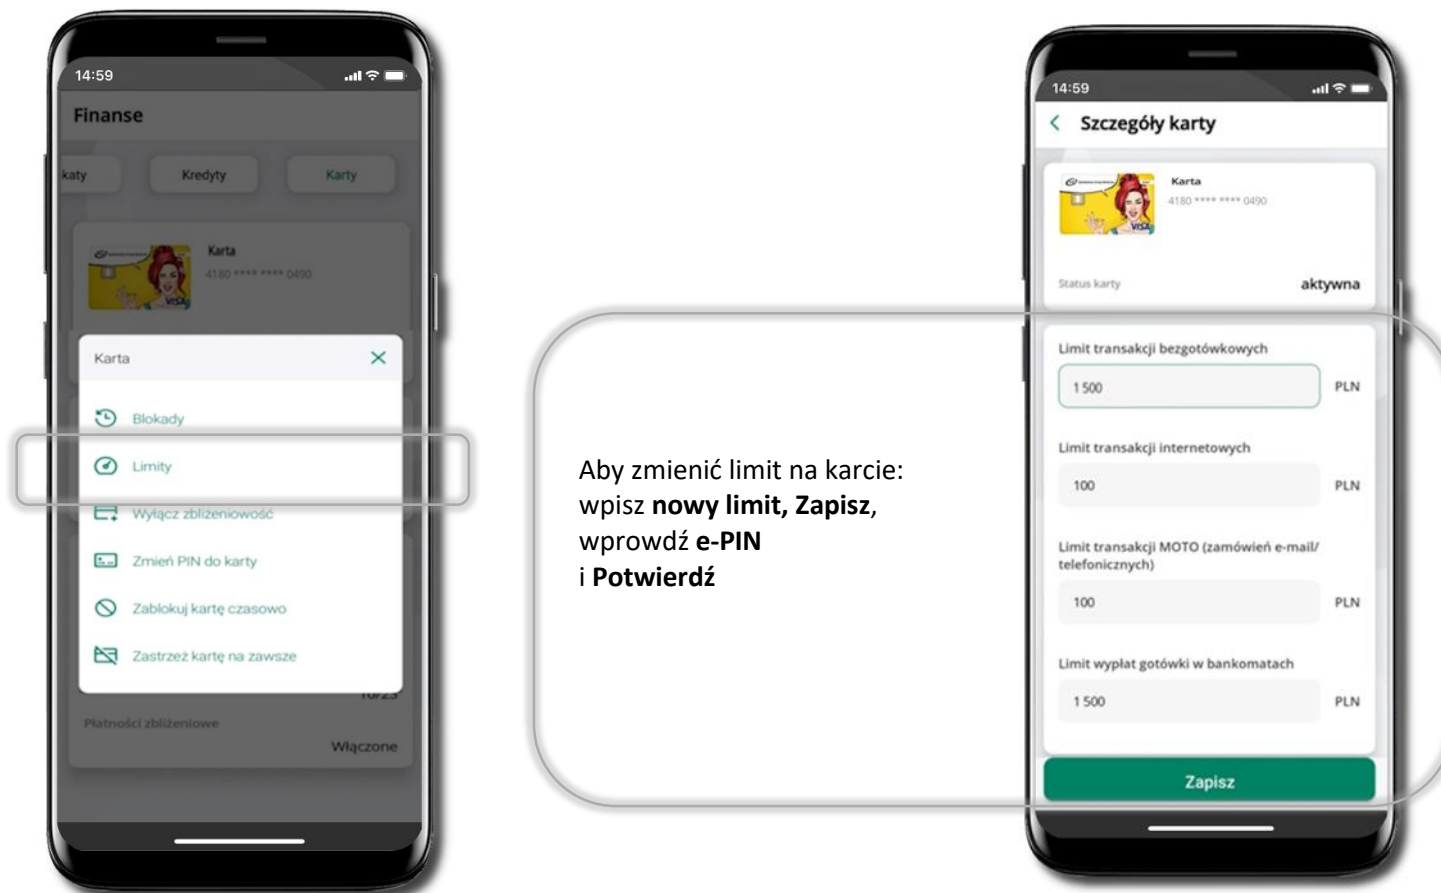 14:59
Finanse
katy
Kredyty
Karty
Karta
4180 **** **** 0490
VISA
Karta
Blokady
Limity
Wyłącz zbliżeniowość
Zmień PIN do karty
Zablokuj kartę czasowo
Zastrzeż kartę na zawsze
Płatności zbliżeniowe
Włączone
Aby zmienić limit na karcie:
wpisz nowy limit, Zapisz,
wprowdź e-PIN
i Potwierdź
14:59
Szczegóły karty
Karta
4180 **** **** 0490
VISA
Status karty
aktywna
Limit transakcji bezgotówkowych
1 500 PLN
Limit transakcji internetowych
100 PLN
Limit transakcji MOTO (zamówień e-mail/
telefonicznych)
100 PLN
Limit wypłat gotówki w bankomatach
1 500 PLN
Zapisz